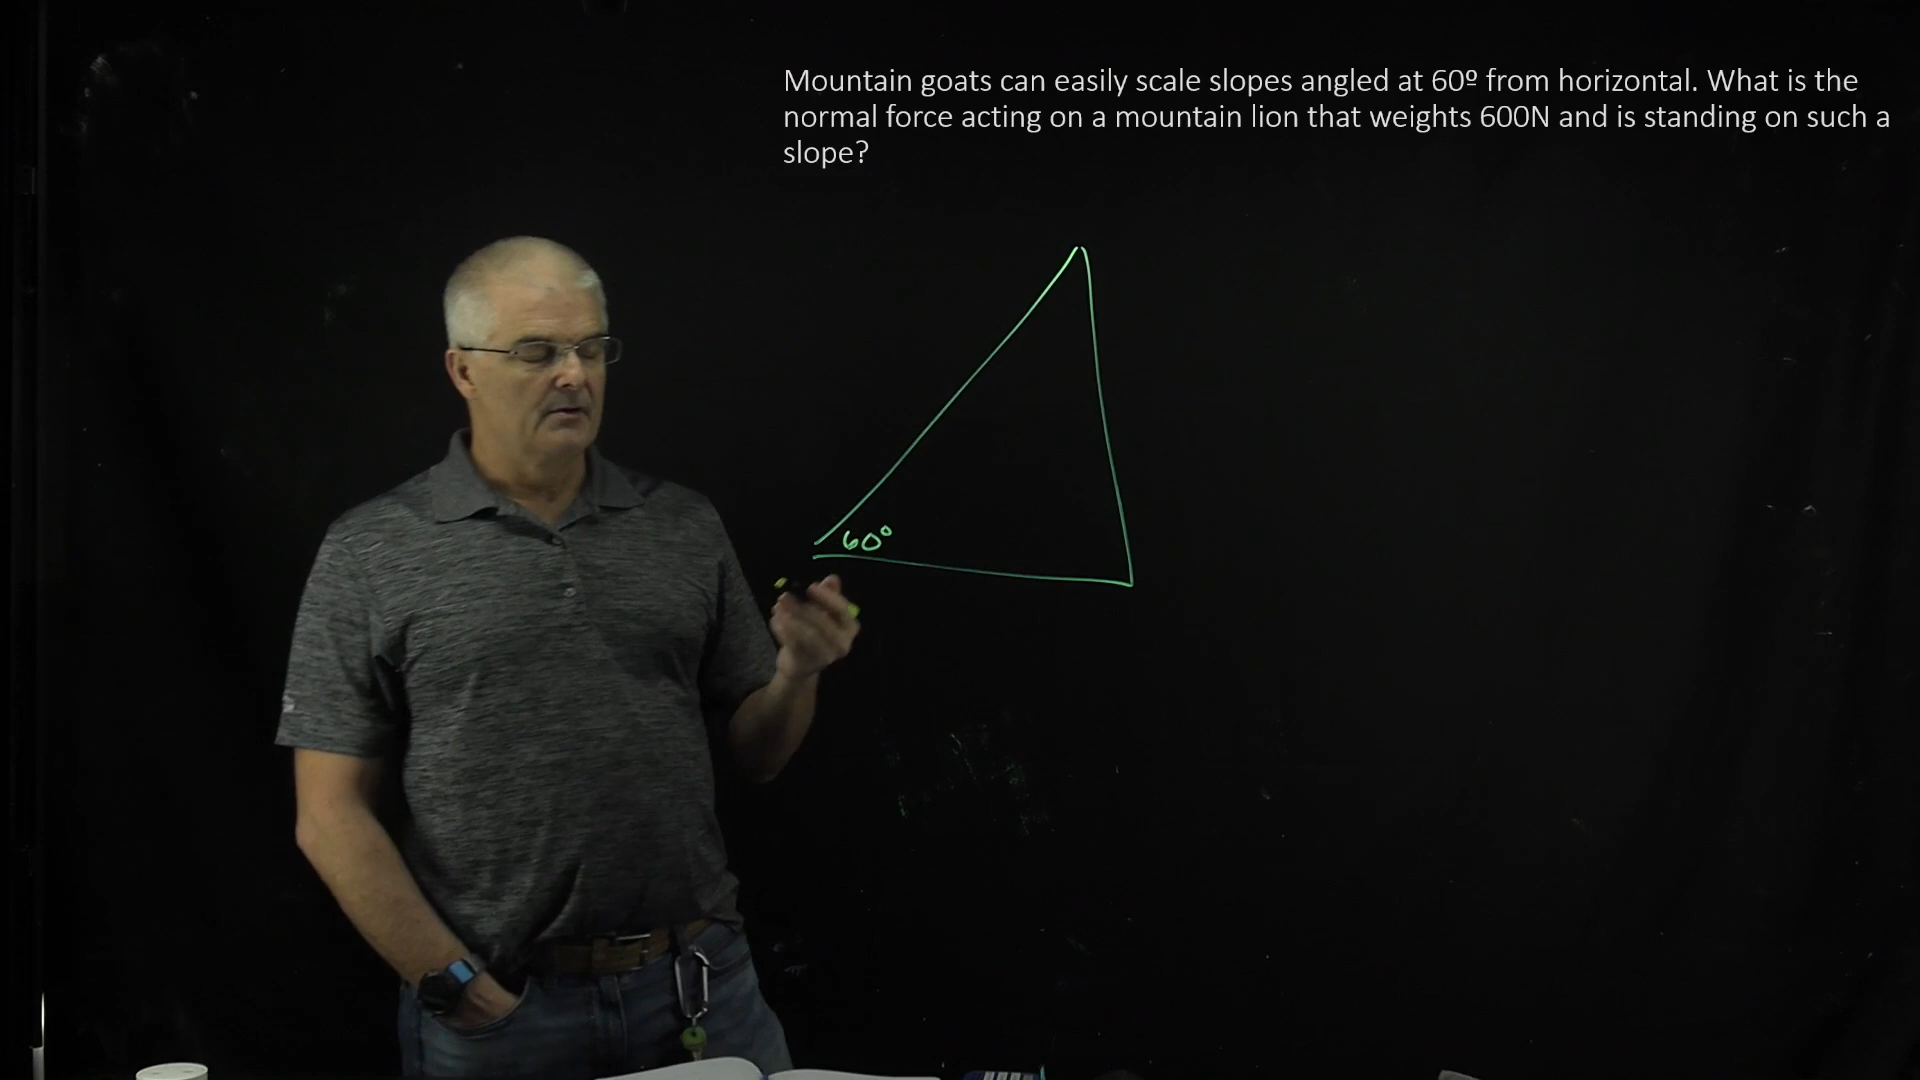 Mountain goats can easily scale slopes angled at 60º from horizontal. What is the
normal force acting on a mountain lion that weights 600N and is standing on such a
slope?
60°